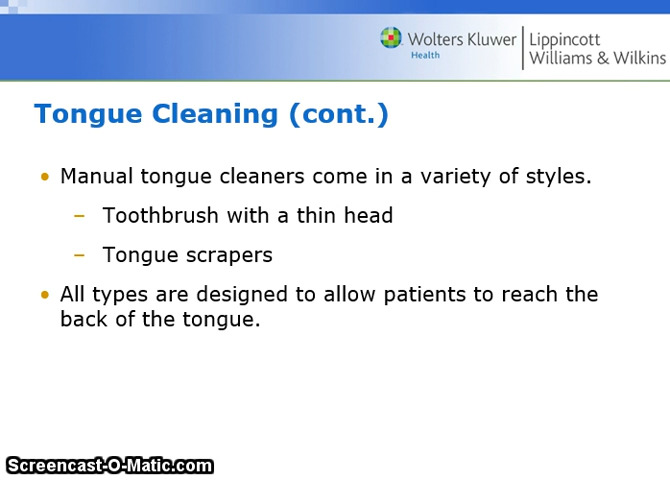 Wolters Kluwer
Health
Lippincott
Williams & Wilkins
Tongue Cleaning (cont.)
• Manual tongue cleaners come in a variety of styles.
– Toothbrush with a thin head
– Tongue scrapers
• All types are designed to allow patients to reach the
back of the tongue.
Screencast-O-Matic.com